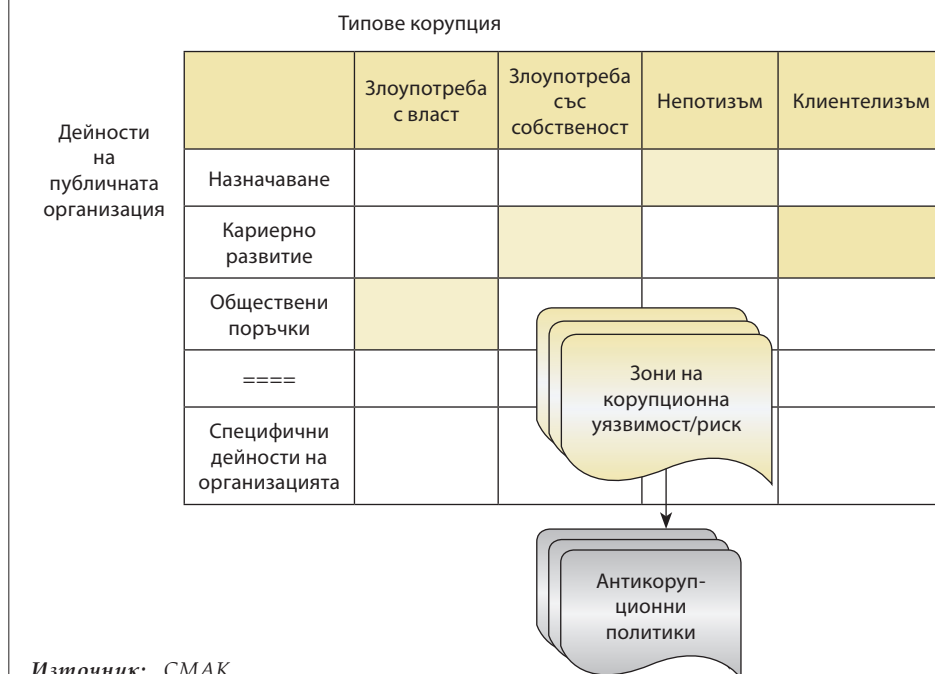 Типове корупция
Злоупотреба
с власт
Злоупотреба
със
собственост
Непотизъм
Клиентелизъм
Дейности
на
публичната
организация
Назначаване
Кариерно
развитие
Обществени
поръчки
====
Специфични
дейности на
организацията
Зони на
корупционна
уязвимост/риск
Антикоруп-
ционни
политики
Източник: СМАК